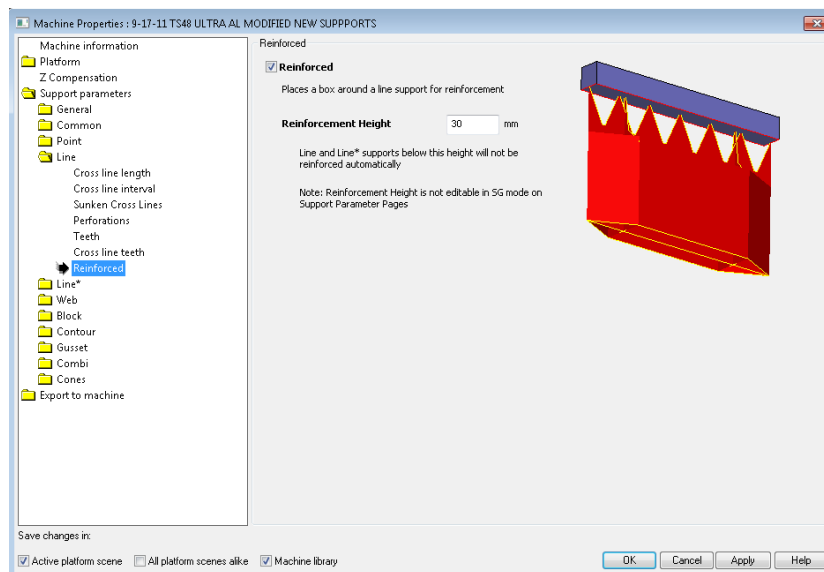 Machine Properties : 9-17-11 TS48 ULTRA AL MODIFIED NEW SUPPPORTS
Machine information
Platform
Z Compensation
Support parameters
General
Common
Point
Line
Cross line length
Cross line interval
Sunken Cross Lines
Perforations
Teeth
Cross line teeth
Reinforced
Line*
Web
Block
Contour
Gusset
Combi
Cones
Export to machine
Reinforced
Reinforced
Places a box around a line support for reinforcement
Reinforcement Height 30 mm
Line and Line* supports below this height will not be
reinforced automatically
Note: Reinforcement Height is not editable in SG mode on
Support Parameter Pages
Save changes in:
Active platform scene All platform scenes alike Machine library
OK Cancel Apply Help